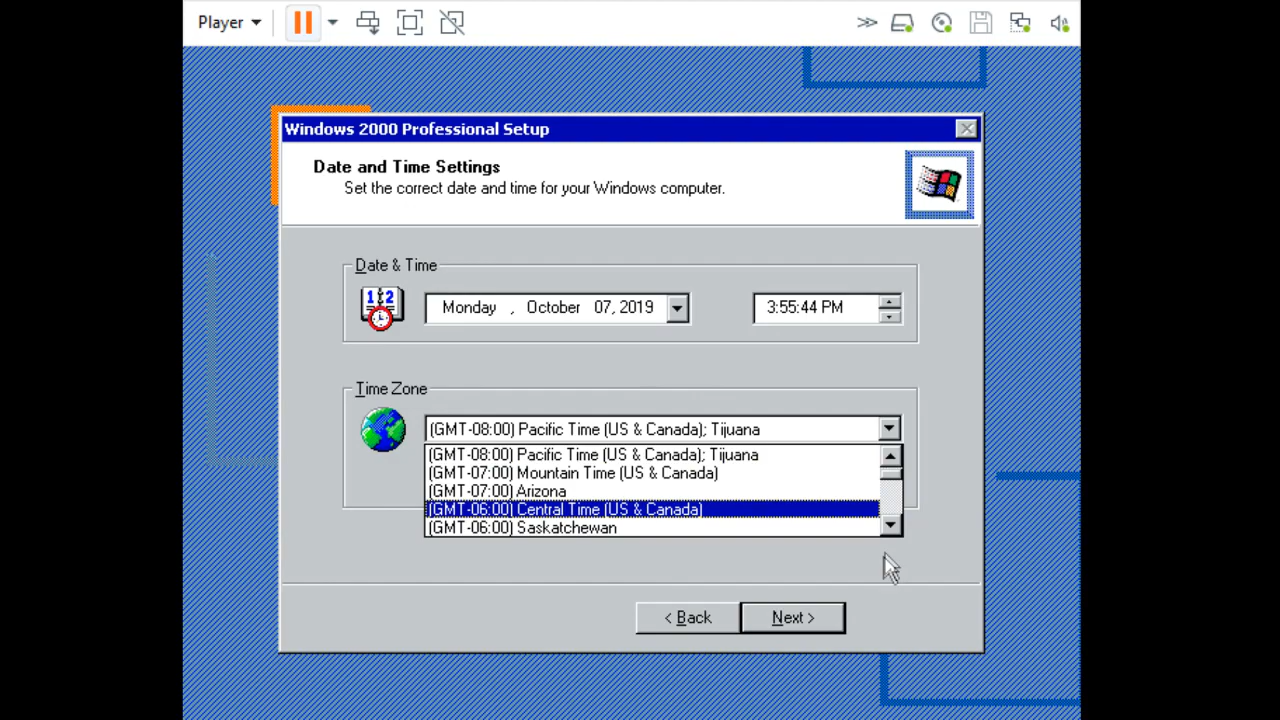 Player
Windows 2000 Professional Setup
Date and Time Settings
Set the correct date and time for your Windows computer.
Date & Time
12
Monday , October 07, 2019
3:55:44 PM
Time Zone
(GMT-08:00) Pacific Time (US & Canada); Tijuana
(GMT-08:00) Pacific Time (US & Canada); Tijuana
(GMT-07:00) Mountain Time (US & Canada)
(GMT-07:00) Arizona
(GMT-06:00) Central Time (US & Canada)
(GMT-06:00) Saskatchewan
< Back
Next >